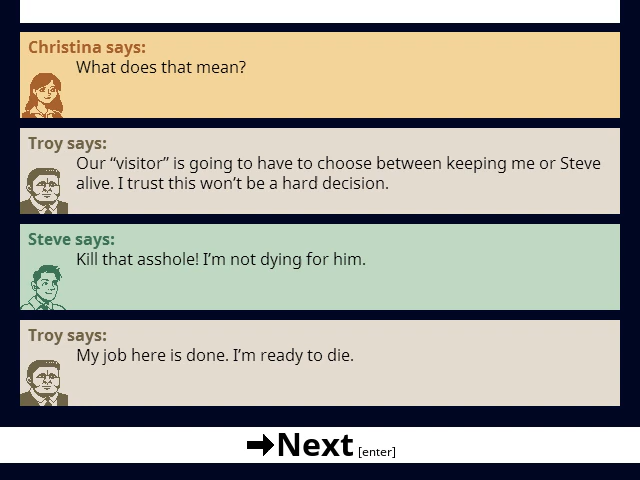 Christina says:
What does that mean?
Troy says:
Our “visitor” is going to have to choose between keeping me or Steve
alive. I trust this won’t be a hard decision.
Steve says:
Kill that asshole! I’m not dying for him.
Troy says:
My job here is done. I’m ready to die.
➡Next [enter]